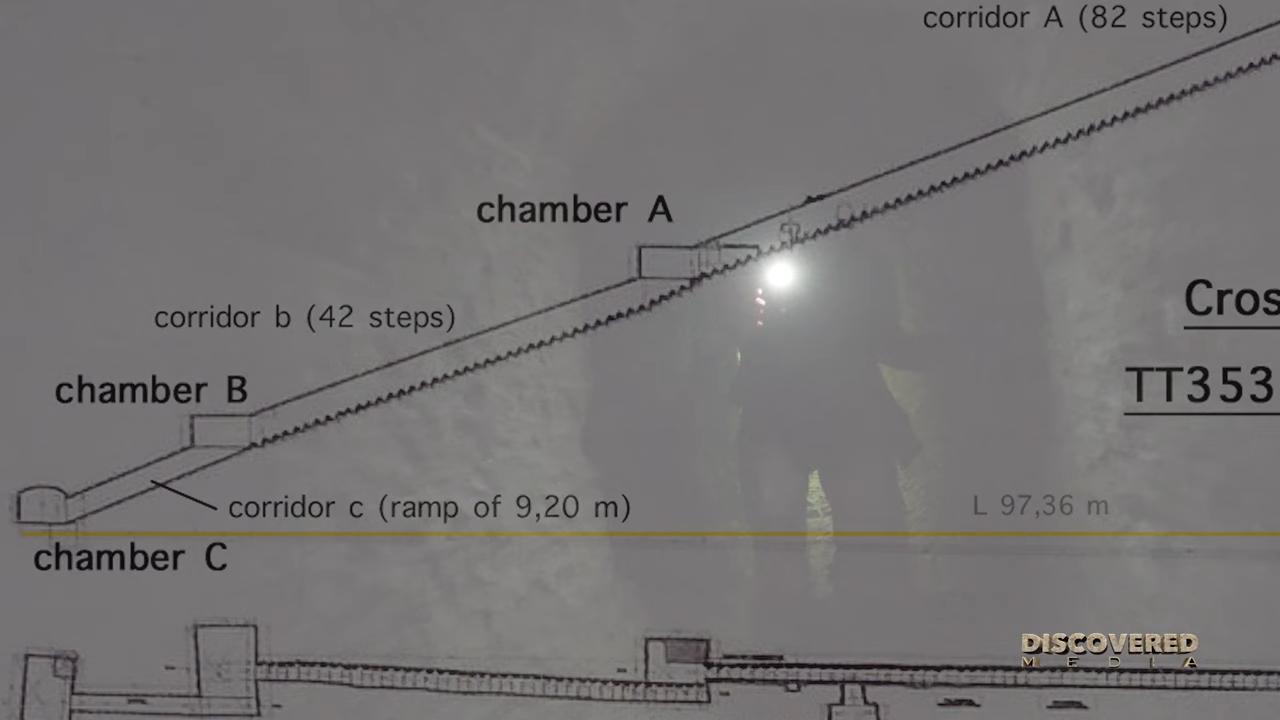 corridor A (82 steps)
chamber A
Cros
corridor b (42 steps)
TT353
chamber B
corridor c (ramp of 9,20 m)
L 97,36 m
chamber C
DISCOVERED
MEDIA